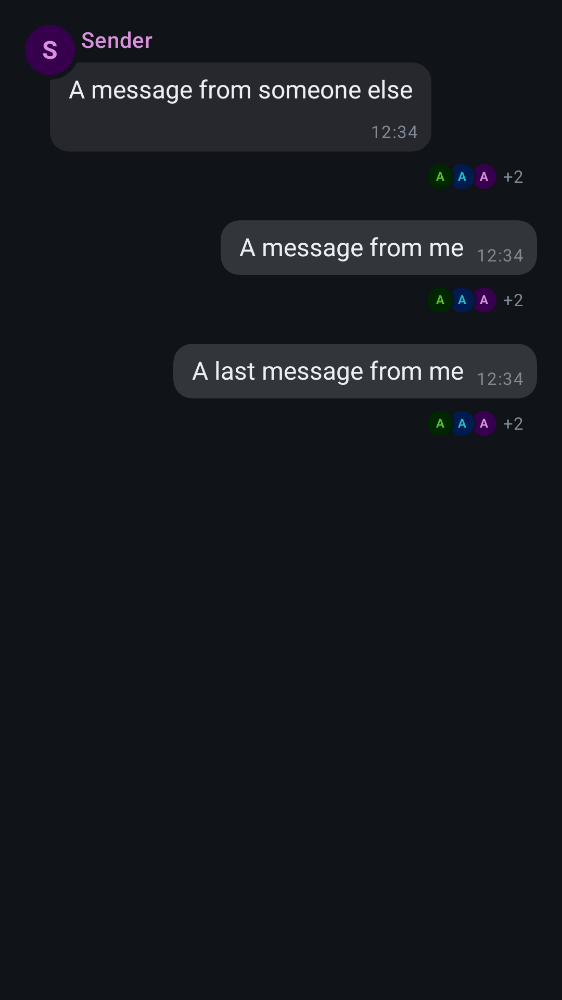 S Sender
A message from someone else
12:34
A A A +2
A message from me 12:34
A A A +2
A last message from me 12:34
A A A +2